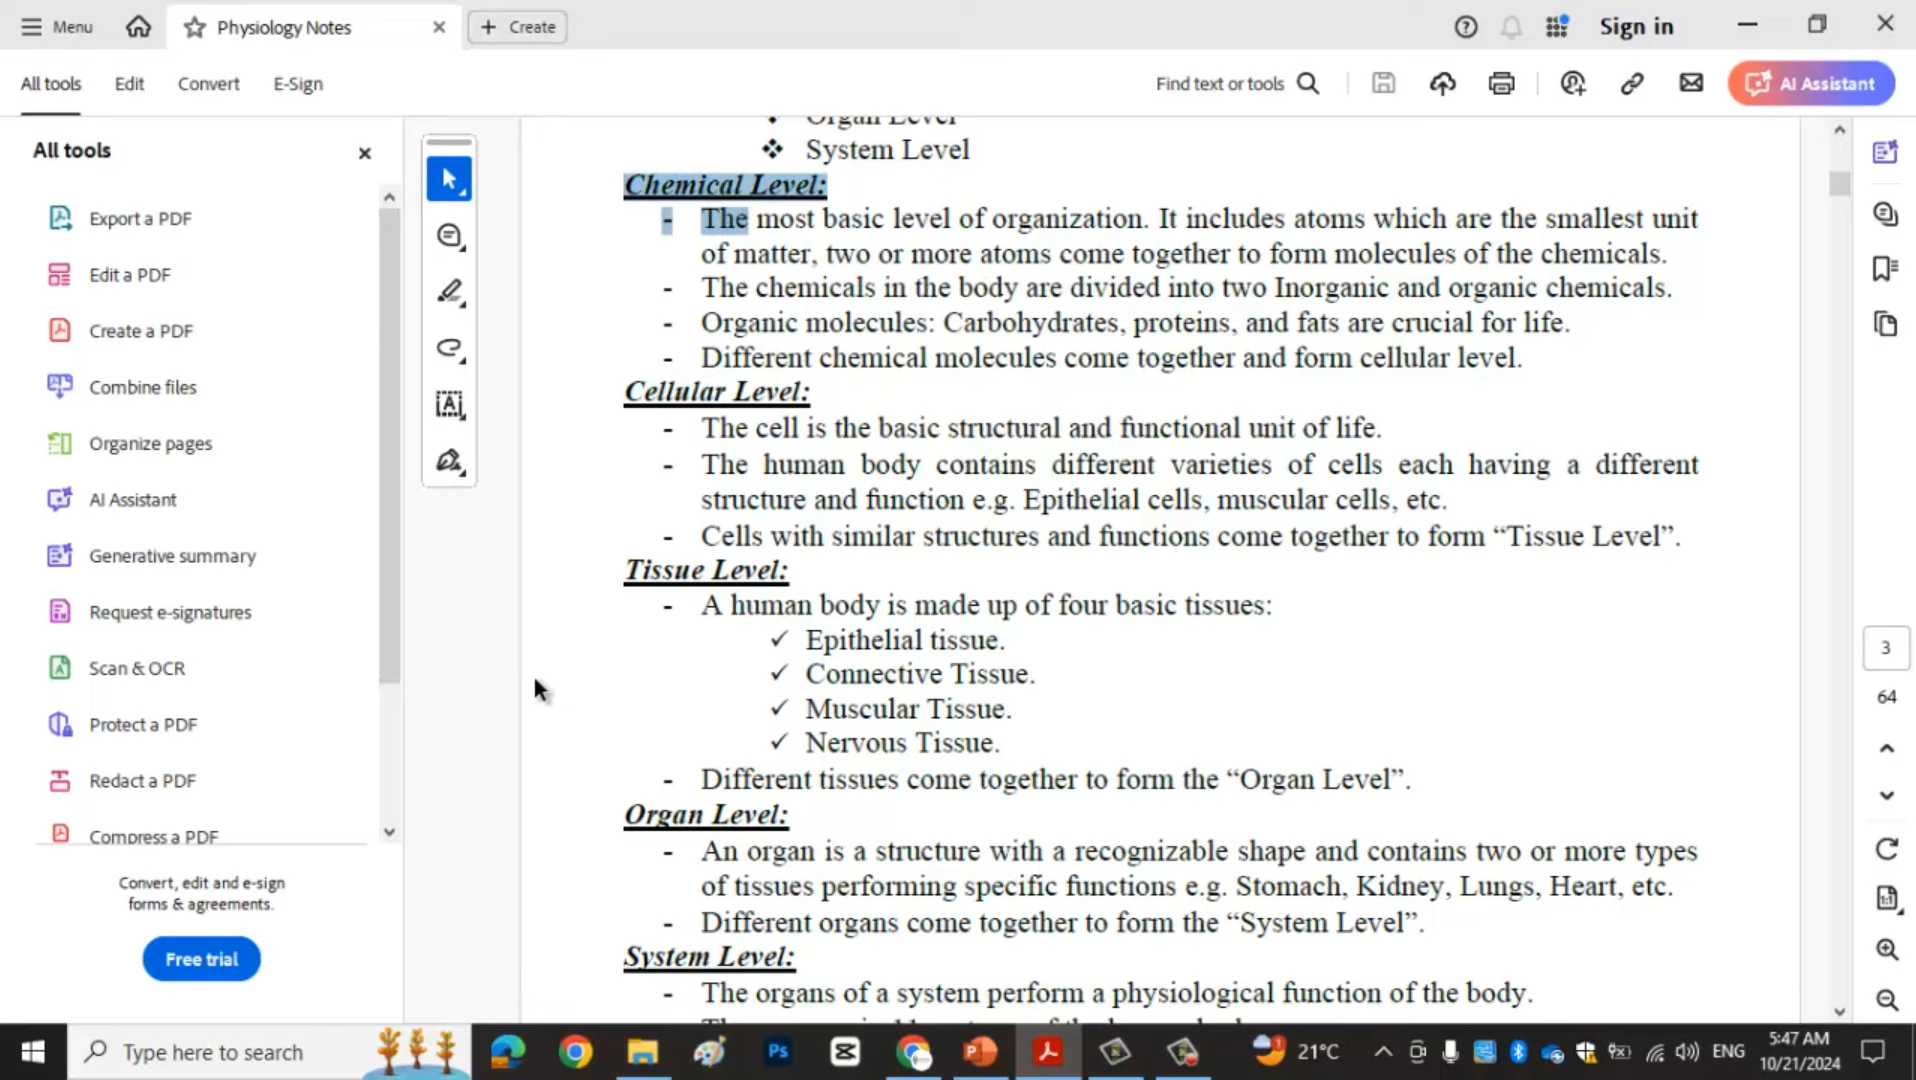 Menu
Physiology Notes
Create
Sign in
All tools
Edit
Convert
E-Sign
Find text or tools
AI Assistant
All tools
Export a PDF
Edit a PDF
Create a PDF
Combine files
Organize pages
AI Assistant
Generative summary
Request e-signatures
Scan & OCR
Protect a PDF
Redact a PDF
Compress a PDF
Convert, edit and e-sign
forms & agreements.
Free trial
❖ Organ Level
❖ System Level
Chemical Level:
- The most basic level of organization. It includes atoms which are the smallest unit
of matter, two or more atoms come together to form molecules of the chemicals.
- The chemicals in the body are divided into two Inorganic and organic chemicals.
- Organic molecules: Carbohydrates, proteins, and fats are crucial for life.
- Different chemical molecules come together and form cellular level.
Cellular Level:
- The cell is the basic structural and functional unit of life.
- The human body contains different varieties of cells each having a different
structure and function e.g. Epithelial cells, muscular cells, etc.
- Cells with similar structures and functions come together to form “Tissue Level”.
Tissue Level:
- A human body is made up of four basic tissues:
✓ Epithelial tissue.
✓ Connective Tissue.
✓ Muscular Tissue.
✓ Nervous Tissue.
- Different tissues come together to form the “Organ Level”.
Organ Level:
- An organ is a structure with a recognizable shape and contains two or more types
of tissues performing specific functions e.g. Stomach, Kidney, Lungs, Heart, etc.
- Different organs come together to form the “System Level”.
System Level:
- The organs of a system perform a physiological function of the body.
3
64
Type here to search
Ps
21°C
ENG
5:47 AM
10/21/2024